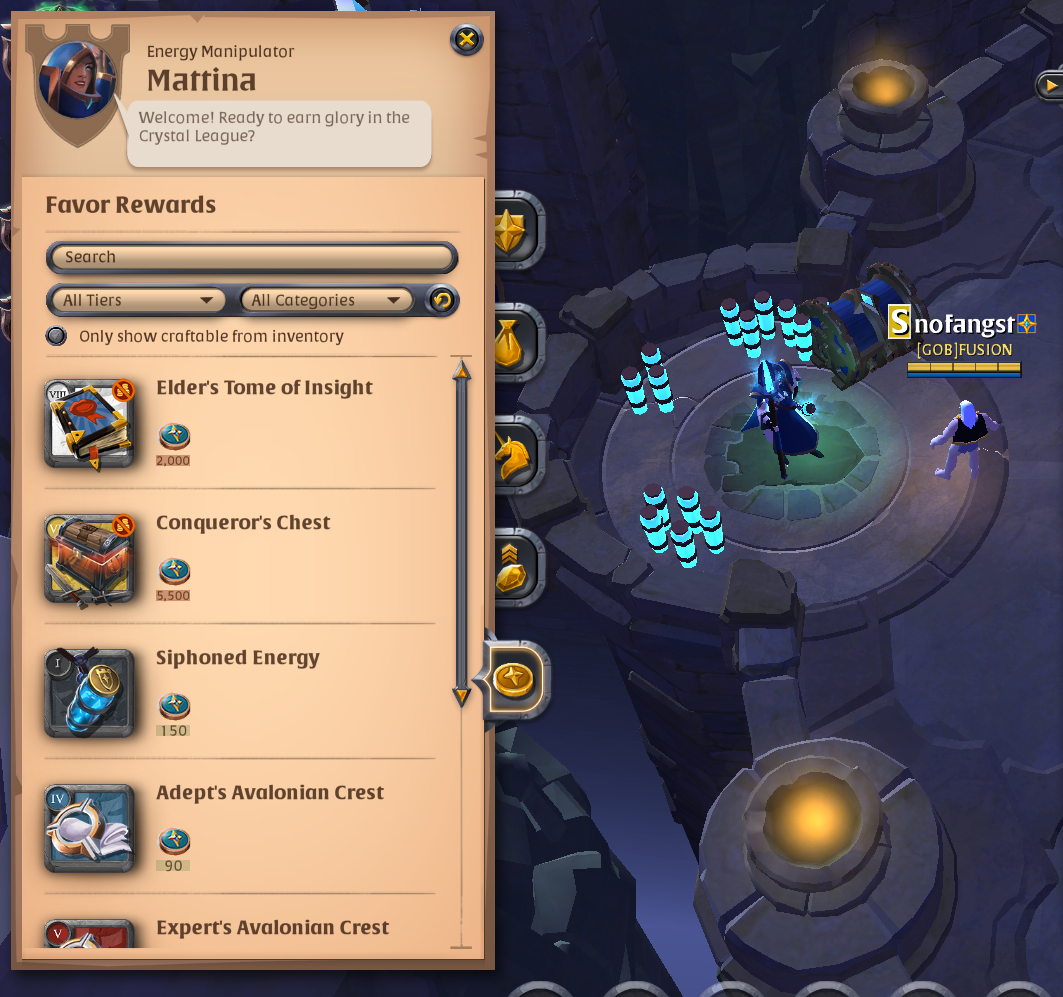 Energy Manipulator
Mattina
Welcome! Ready to earn glory in the
Crystal League?
Favor Rewards
Search
All Tiers
All Categories
Only show craftable from inventory
VIII
Elder's Tome of Insight
2,000
V
Conqueror's Chest
5,500
I
Siphoned Energy
150
IV
Adept's Avalonian Crest
90
V
Expert's Avalonian Crest
Snofangst
[GOB]FUSION